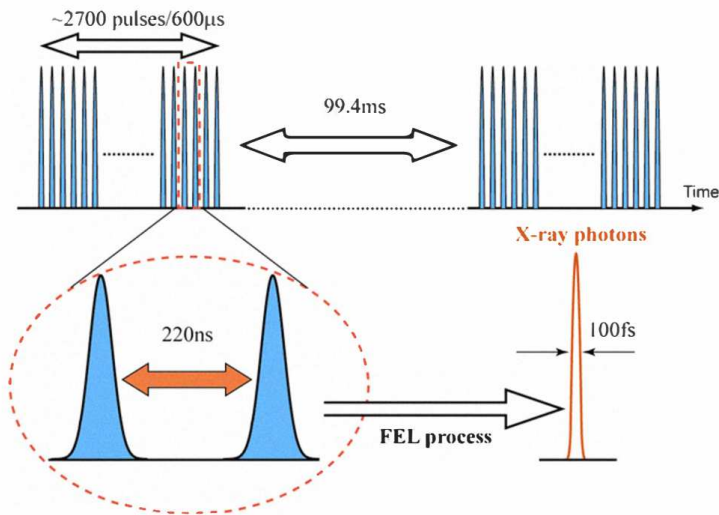 ~2700 pulses/600μs
99.4ms
Time
X-ray photons
220ns
100fs
FEL process